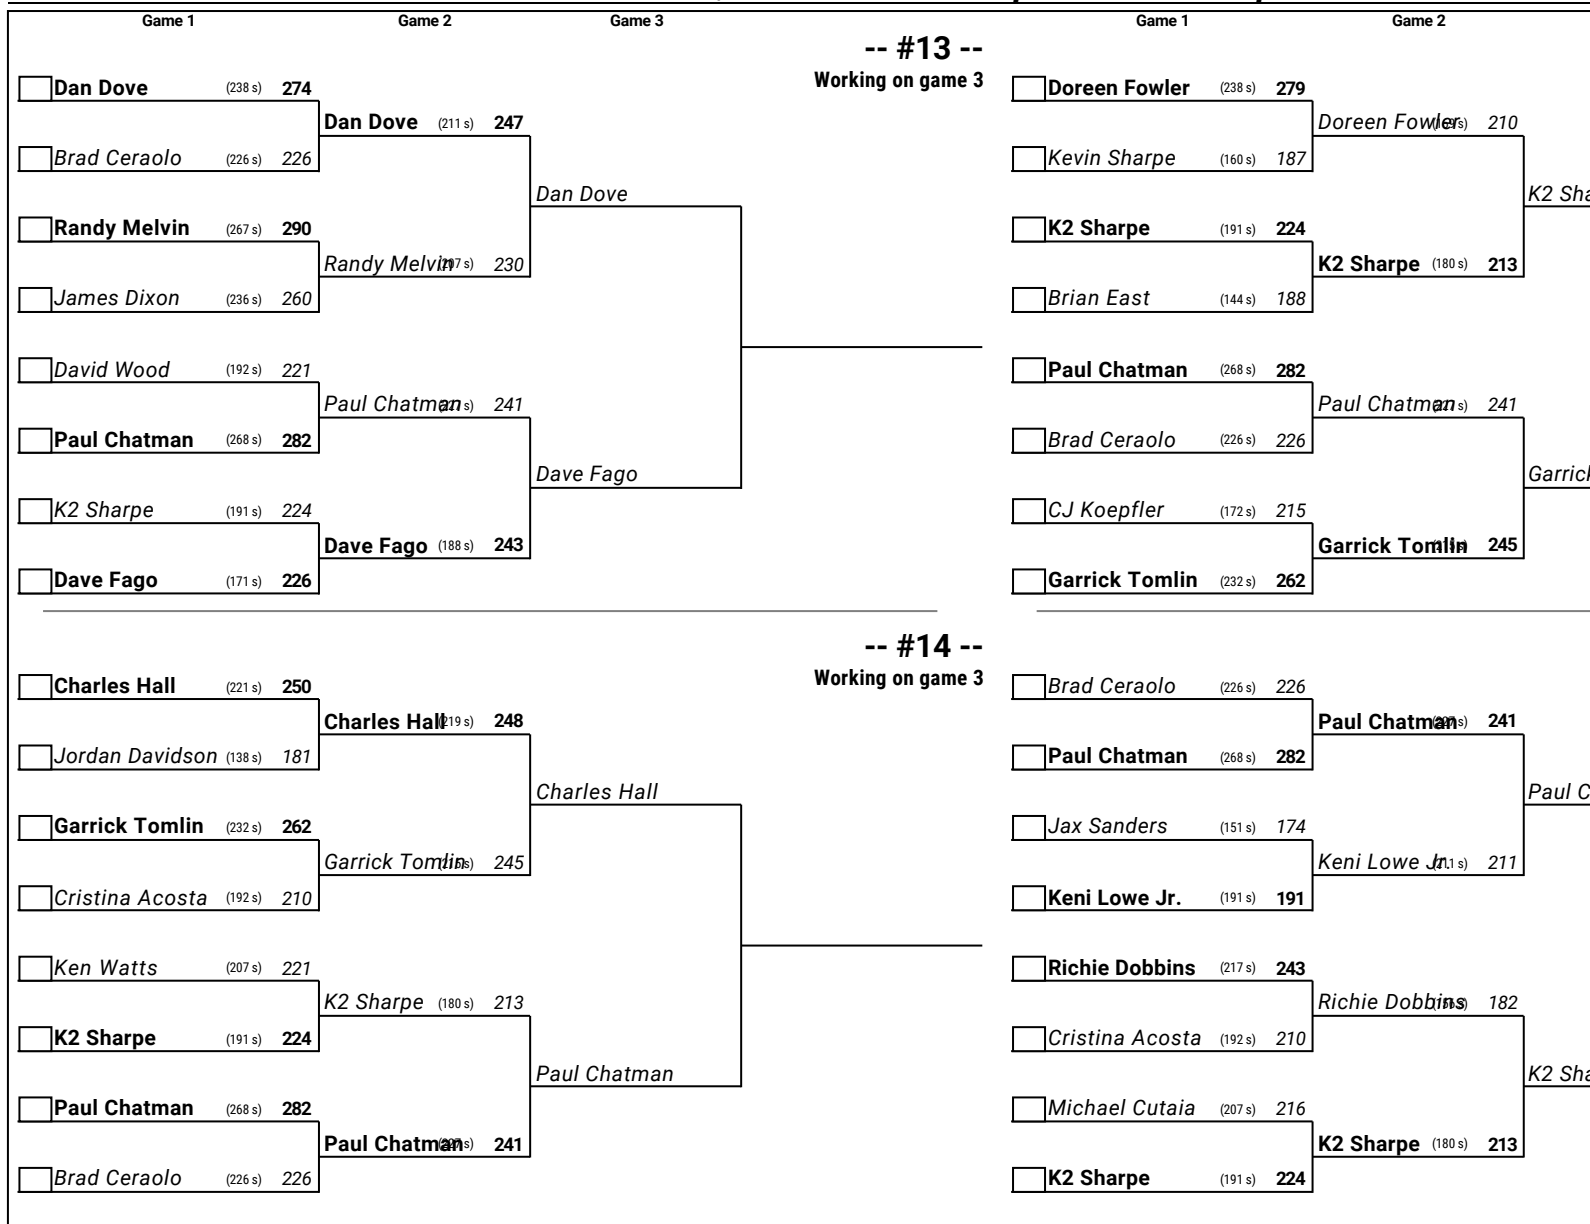 Game 1 Game 2 Game 3 Game 1 Game 2
-- #13 --
Working on game 3
Dan Dove (238 s) 274
Dan Dove (211 s) 247
Brad Ceraolo (226 s) 226
Dan Dove
Randy Melvin (267 s) 290
Randy Melvin 230
James Dixon (236 s) 260
David Wood (192 s) 221
Paul Chatman 241
Paul Chatman (268 s) 282
Dave Fago
K2 Sharpe (191 s) 224
Dave Fago (188 s) 243
Dave Fago (171 s) 226
Doreen Fowler (238 s) 279
Doreen Fowler 210
Kevin Sharpe (160 s) 187
K2 Sha
K2 Sharpe (191 s) 224
K2 Sharpe (180 s) 213
Brian East (144 s) 188
Paul Chatman (268 s) 282
Paul Chatman 241
Brad Ceraolo (226 s) 226
Garrick
CJ Koepfler (172 s) 215
Garrick Tomlin 245
Garrick Tomlin (232 s) 262
-- #14 --
Working on game 3
Charles Hall (221 s) 250
Charles Hall (219 s) 248
Jordan Davidson (138 s) 181
Charles Hall
Garrick Tomlin (232 s) 262
Garrick Tomlin 245
Cristina Acosta (192 s) 210
Ken Watts (207 s) 221
K2 Sharpe (180 s) 213
K2 Sharpe (191 s) 224
Paul Chatman
Paul Chatman (268 s) 282
Paul Chatman 241
Brad Ceraolo (226 s) 226
Brad Ceraolo (226 s) 226
Paul Chatman 241
Paul Chatman (268 s) 282
Paul C
Jax Sanders (151 s) 174
Keni Lowe Jr. 211
Keni Lowe Jr. (191 s) 191
Richie Dobbins (217 s) 243
Richie Dobbins 182
Cristina Acosta (192 s) 210
K2 Sha
Michael Cutaia (207 s) 216
K2 Sharpe (180 s) 213
K2 Sharpe (191 s) 224